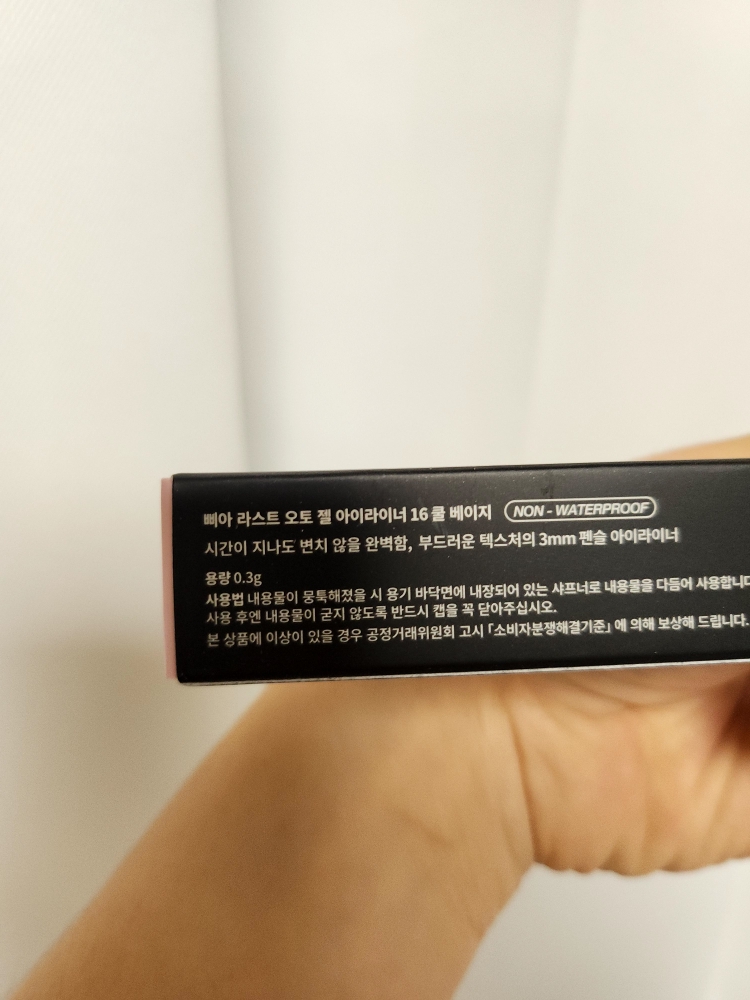 삐아 라스트 오토 젤 아이라이너 16 쿨 베이지 NON - WATERPROOF
시간이 지나도 변치 않을 완벽함, 부드러운 텍스처의 3mm 펜슬 아이라이너
용량 0.3g
사용법 내용물이 뭉툭해졌을 시 용기 바닥면에 내장되어 있는 샤프너로 내용물을 다듬어 사용합니다
사용 후엔 내용물이 굳지 않도록 반드시 캡을 꼭 닫아주십시오.
본 상품에 이상이 있을 경우 공정거래위원회 고시 「소비자분쟁해결기준」 에 의해 보상해 드립니다.